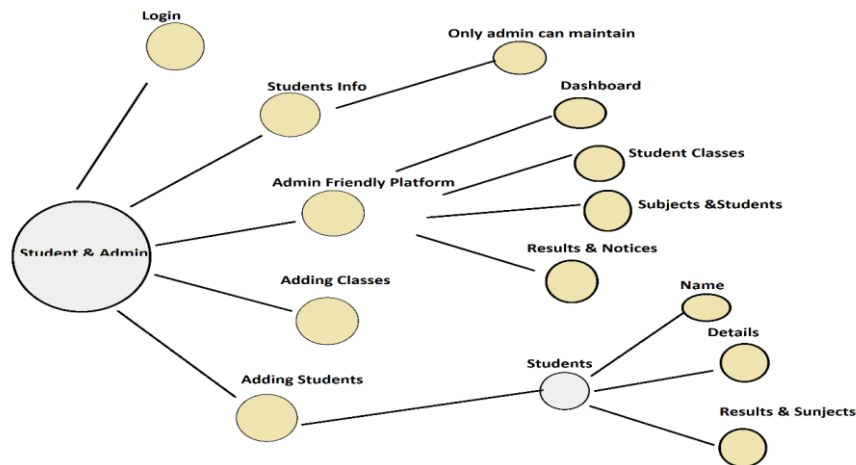 Login
Only admin can maintain
Students Info
Dashboard
Student Classes
Admin Friendly Platform
Subjects &Students
Student & Admin
Results & Notices
Adding Classes
Name
Details
Students
Adding Students
Results & Sunjects